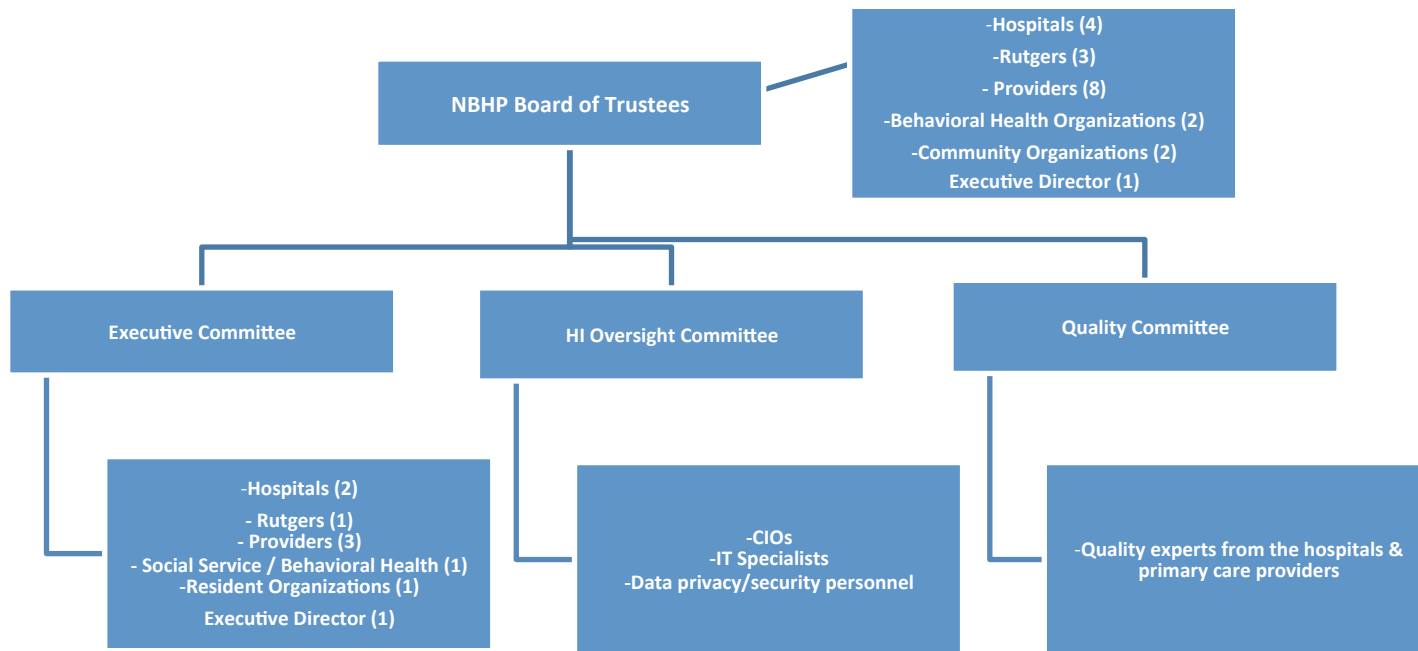 -Hospitals (4)
-Rutgers (3)
- Providers (8)
-Behavioral Health Organizations (2)
-Community Organizations (2)
Executive Director (1)
NBHP Board of Trustees
Executive Committee
HI Oversight Committee
Quality Committee
-Hospitals (2)
- Rutgers (1)
- Providers (3)
- Social Service / Behavioral Health (1)
-Resident Organizations (1)
Executive Director (1)
-CIOs
-IT Specialists
-Data privacy/security personnel
-Quality experts from the hospitals &
primary care providers